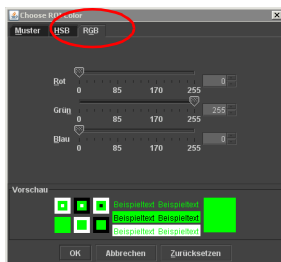 Choose ROI color
Muster HSB RGB
Rot 0
0 85 170 255
Grün 255
0 85 170 255
Blau 0
0 85 170 255
Vorschau
Beispieltext Beispieltext
Beispieltext Beispieltext
Beispieltext Beispieltext
OK Abbrechen Zurücksetzen